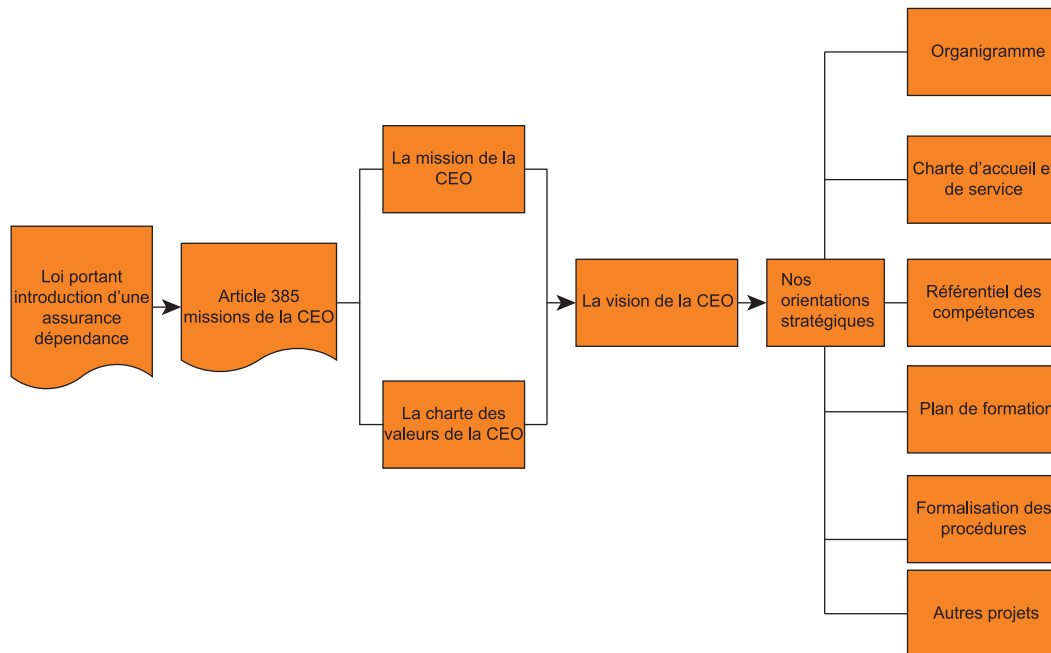 Loi portant
introduction d'une
assurance
dépendance
Article 385
missions de la CEO
La mission de la
CEO
La charte des
valeurs de la CEO
La vision de la CEO
Nos
orientations
stratégiques
Organigramme
Charte d'accueil et
de service
Référentiel des
compétences
Plan de formation
Formalisation des
procédures
Autres projets